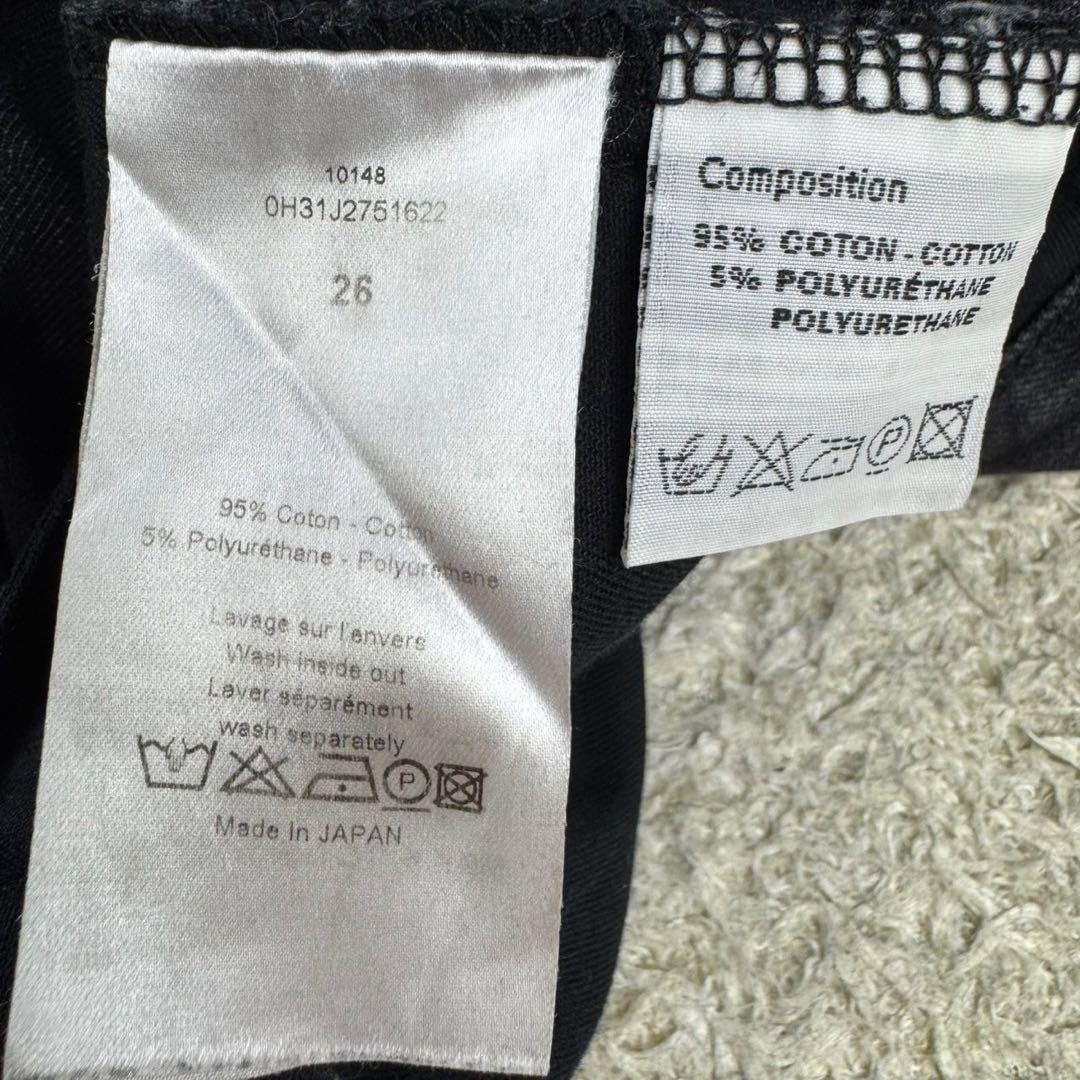 10148
0H31J2751622
26
95% Coton - Cotton
5% Polyuréthane - Polyurethane
Lavage sur l'envers
Wash inside out
Laver séparément
wash separately
P
Made In JAPAN
Composition
95% COTON - COTTON
5% POLYURÉTHANE
POLYURETHANE
P